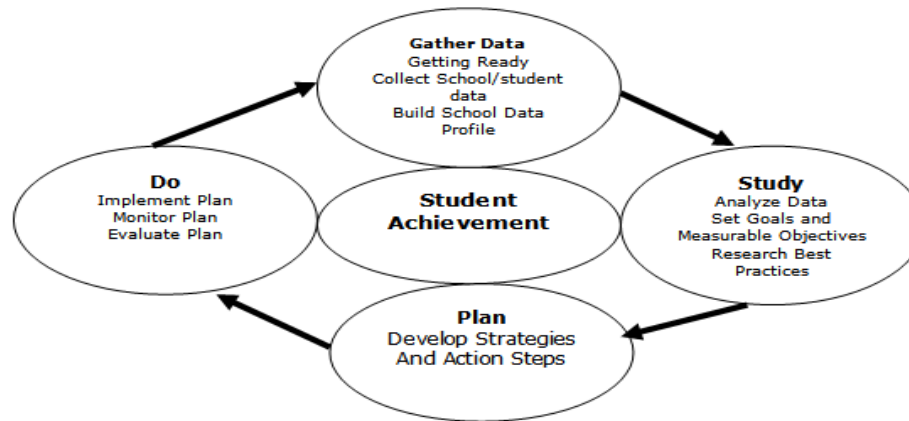 Gather Data
Getting Ready
Collect School/student
data
Build School Data
Profile
Do
Implement Plan
Monitor Plan
Evaluate Plan
Student
Achievement
Study
Analyze Data
Set Goals and
Measurable Objectives
Research Best
Practices
Plan
Develop Strategies
And Action Steps